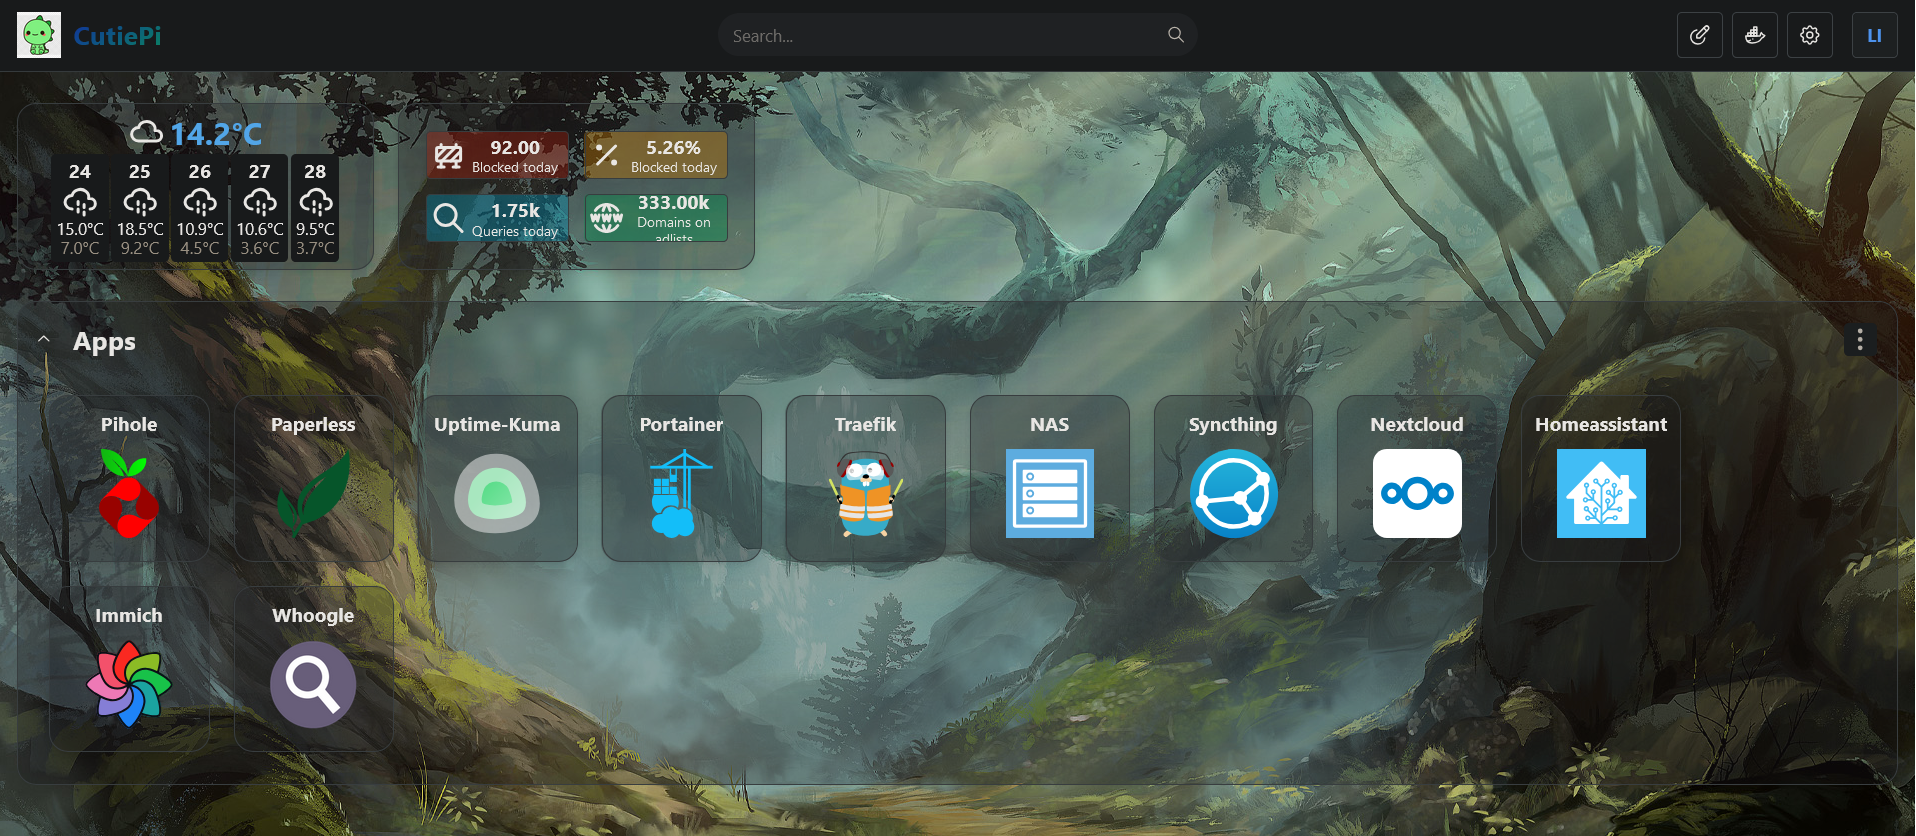 CutiePi
Search...
LI
14.2°C
24 25 26 27 28
15.0°C 18.5°C 10.9°C 10.6°C 9.5°C
7.0°C 9.2°C 4.5°C 3.6°C 3.7°C
92.00
Blocked today
5.26%
Blocked today
1.75k
Queries today
333.00k
Domains on
adlists
Apps
Pihole
Paperless
Uptime-Kuma
Portainer
Traefik
NAS
Syncthing
Nextcloud
Homeassistant
Immich
Whoogle